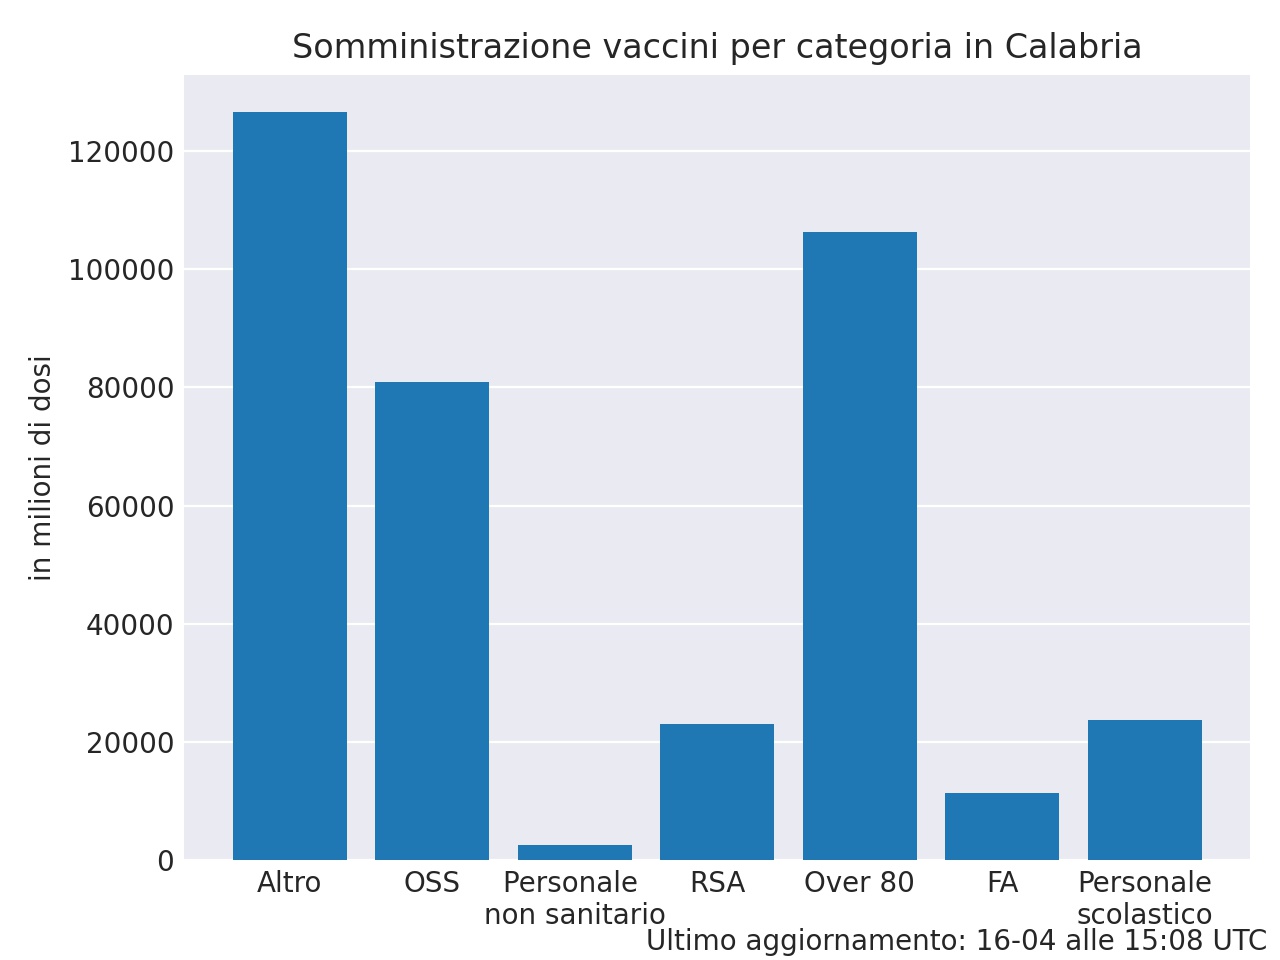 Somministrazione vaccini per categoria in Calabria
120000
100000
80000
60000
40000
20000
0
in milioni di dosi
Altro
OSS
Personale
non sanitario
RSA
Over 80
FA
Personale
scolastico
Ultimo aggiornamento: 16-04 alle 15:08 UTC